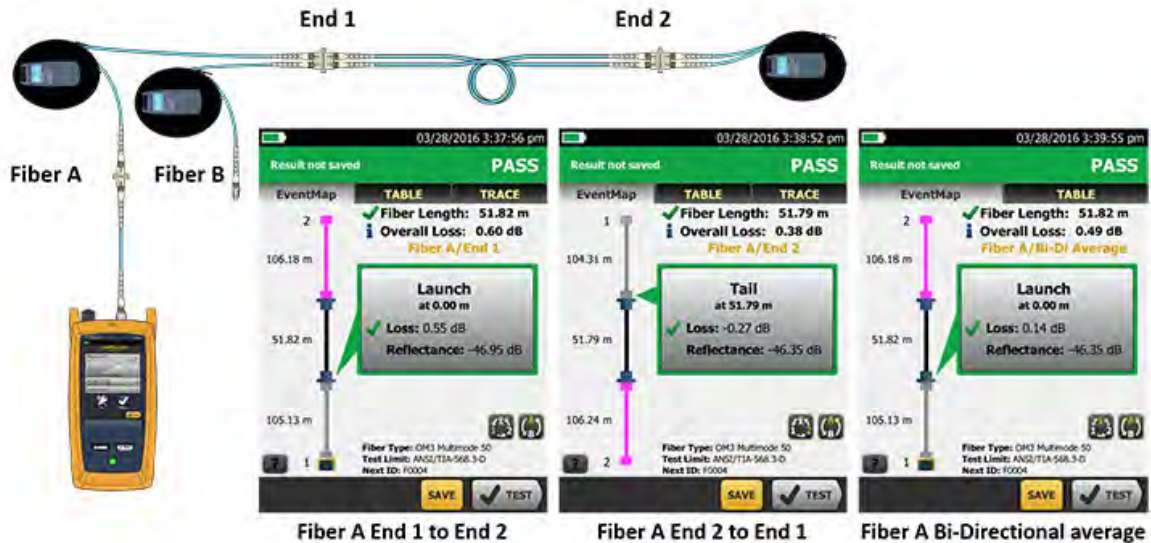 End 1
End 2
Fiber A
Fiber B
03/28/2016 3:37:56 pm
Result not saved
PASS
EventMap
TABLE
TRACE
2
Fiber Length: 51.82 m
Overall Loss: 0.60 dB
Fiber A/End 1
106.18 m
Launch
at 0.00 m
Loss: 0.55 dB
Reflectance: -46.95 dB
51.82 m
105.13 m
Fiber Type: OM3 Multimode 50
Test Limit: ANSI/TIA-568.3-D
Next ID: F0004
?
1
SAVE
TEST
Fiber A End 1 to End 2
03/28/2016 3:38:52 pm
Result not saved
PASS
EventMap
TABLE
TRACE
1
Fiber Length: 51.79 m
Overall Loss: 0.38 dB
Fiber A/End 2
104.31 m
Tail
at 51.79 m
Loss: -0.27 dB
Reflectance: -46.35 dB
51.79 m
106.24 m
Fiber Type: OM3 Multimode 50
Test Limit: ANSI/TIA-568.3-D
Next ID: F0004
?
2
SAVE
TEST
Fiber A End 2 to End 1
03/28/2016 3:39:55 pm
Result not saved
PASS
EventMap
TABLE
2
Fiber Length: 51.82 m
Overall Loss: 0.49 dB
Fiber A/Bi-Di Average
106.18 m
Launch
at 0.00 m
Loss: 0.14 dB
Reflectance: -46.35 dB
51.82 m
105.13 m
Fiber Type: OM3 Multimode 50
Test Limit: ANSI/TIA-568.3-D
Next ID: F0004
?
1
SAVE
TEST
Fiber A Bi-Directional average